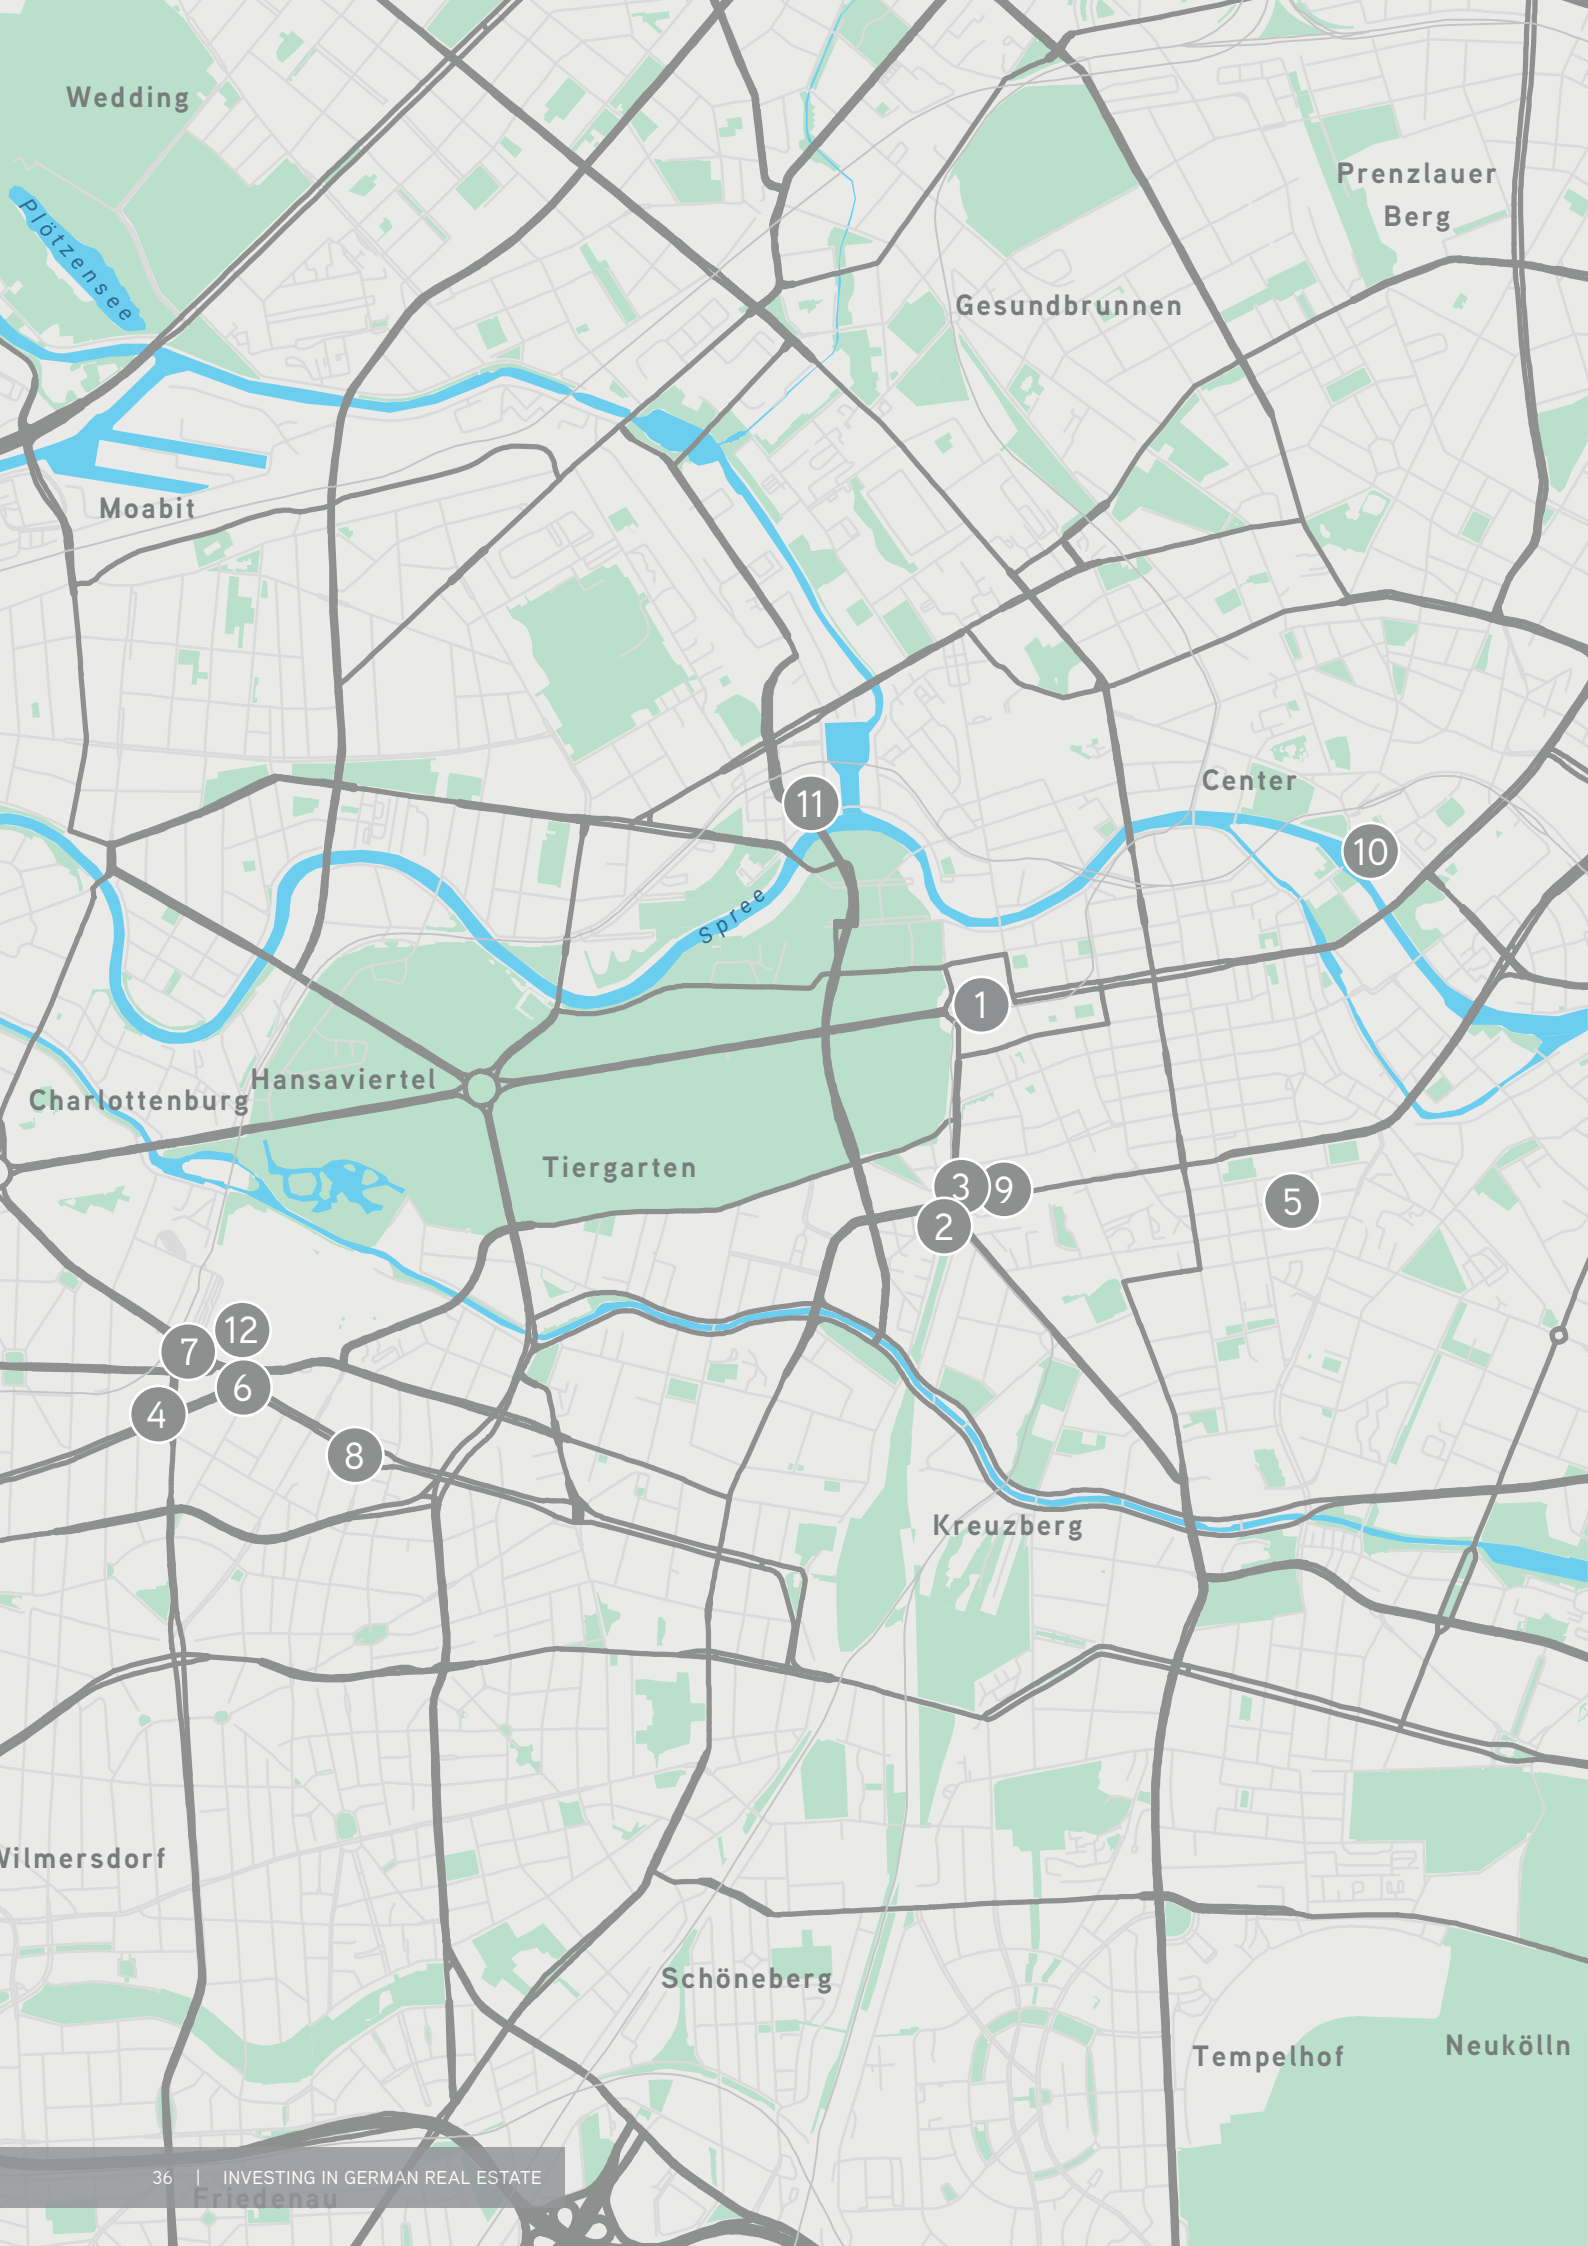 Wedding
Prenzlauer
Berg
Plötzensee
Gesundbrunnen
Moabit
Center
11
10
Spree
1
Hansaviertel
Charlottenburg
Tiergarten
3
9
5
2
12
7
6
4
8
Kreuzberg
Wilmersdorf
Schöneberg
Neukölln
Tempelhof
36 | INVESTING IN GERMAN REAL ESTATE
Friedenau